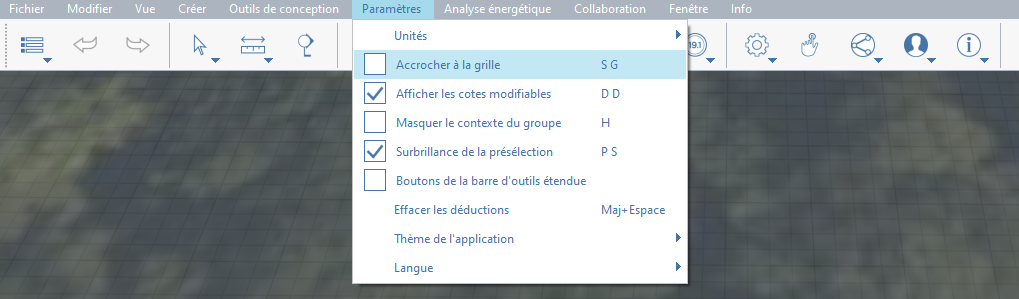 Fichier Modifier Vue Créer Outils de conception Paramètres Analyse énergétique Collaboration Fenêtre Info
Unités
19.1
Accrocher à la grille S G
Afficher les cotes modifiables D D
Masquer le contexte du groupe H
Surbrillance de la présélection P S
Boutons de la barre d'outils étendue
Effacer les déductions Maj+Espace
Thème de l'application
Langue